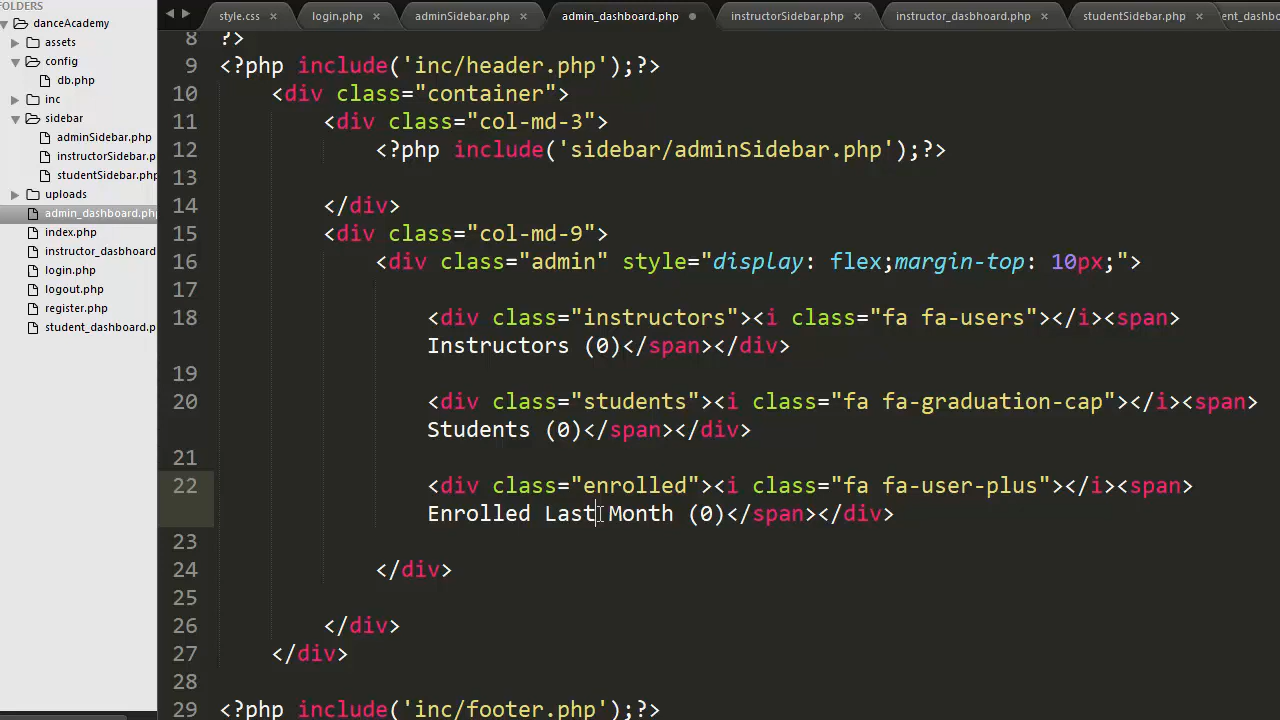 FOLDERS
danceAcademy
assets
config
db.php
inc
sidebar
adminSidebar.php
instructorSidebar.p
studentSidebar.php
uploads
admin_dashboard.php
index.php
instructor_dashboard
login.php
logout.php
register.php
student_dashboard.p
style.css × login.php × adminSidebar.php × admin_dashboard.php instructorSidebar.php × instructor_dasbhoard.php × studentSidebar.php × ent_dashbo
8 ?>
9 <?php include('inc/header.php');?>
10 <div class="container">
11 <div class="col-md-3">
12 <?php include('sidebar/adminSidebar.php');?>
13
14 </div>
15 <div class="col-md-9">
16 <div class="admin" style="display: flex;margin-top: 10px;">
17
18 <div class="instructors"><i class="fa fa-users"></i><span>
Instructors (0)</span></div>
19
20 <div class="students"><i class="fa fa-graduation-cap"></i><span>
Students (0)</span></div>
21
22 <div class="enrolled"><i class="fa fa-user-plus"></i><span>
Enrolled Last Month (0)</span></div>
23
24 </div>
25
26 </div>
27 </div>
28
29 <?php include('inc/footer.php');?>